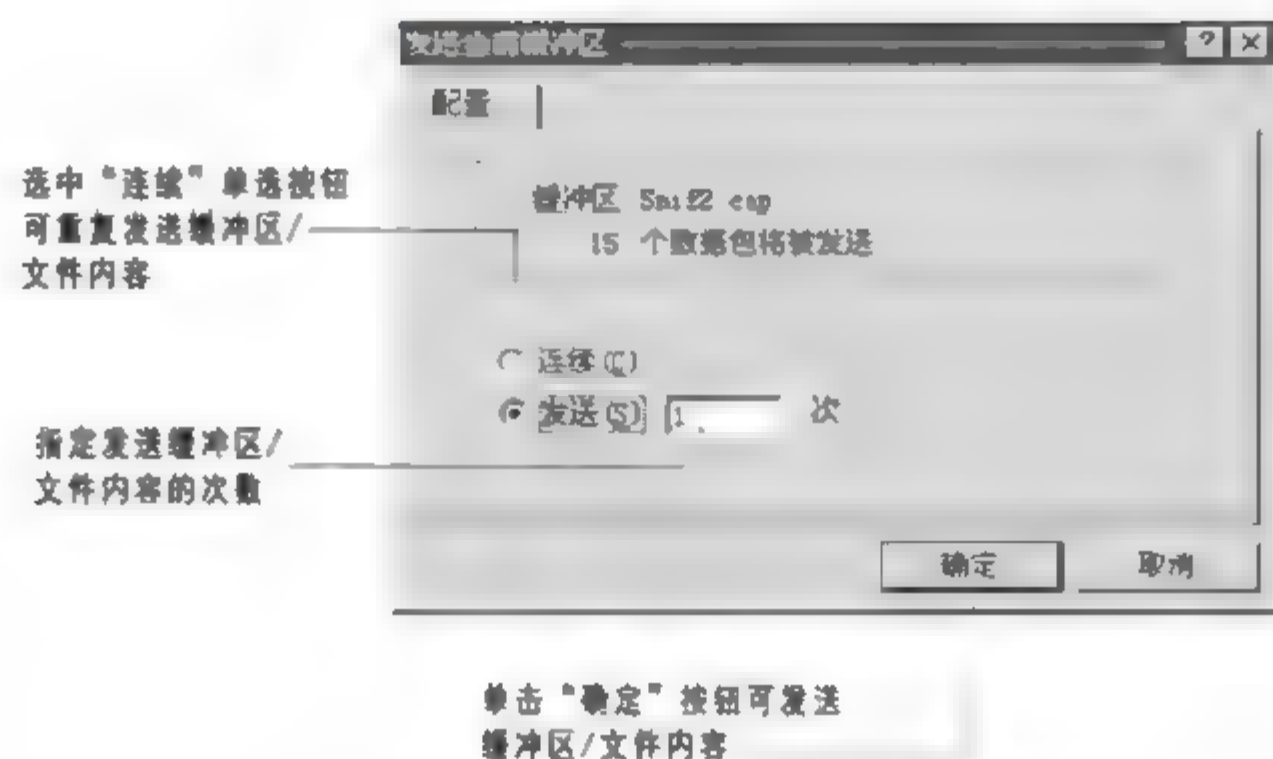 发送当前缓冲区
配置
选中“连续”单选按钮
可重复发送缓冲区/
文件内容
缓冲区 Snif2 cap
15 个数据包将被发送
连续(C)
发送(S) 1 次
指定发送缓冲区/
文件内容的次数
确定 取消
单击“确定”按钮可发送
缓冲区/文件内容